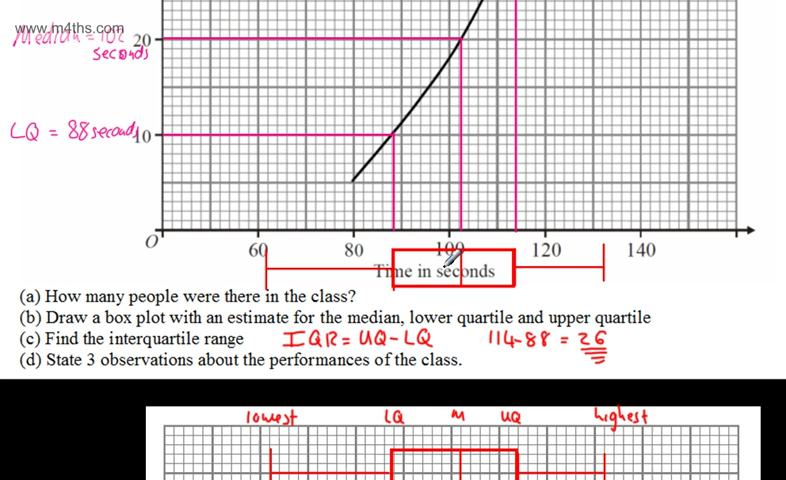 www.m4ths.com
Median = 102
seconds
20
LQ = 88 seconds
10
O
60 80 100 120 140
Time in seconds
(a) How many people were there in the class?
(b) Draw a box plot with an estimate for the median, lower quartile and upper quartile
(c) Find the interquartile range IQR = UQ - LQ 114-88 = 26
(d) State 3 observations about the performances of the class.
lowest LQ M UQ highest